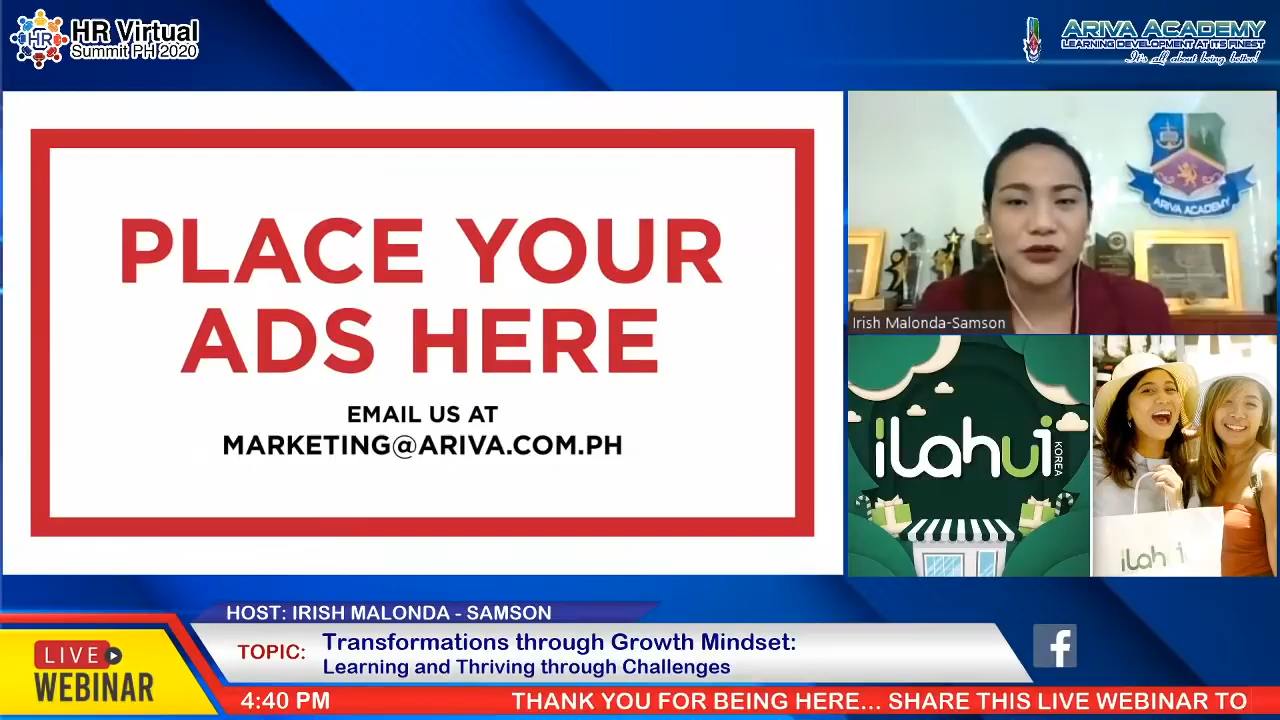 HR Virtual
Summit PH 2020
HR
ARIVA ACADEMY
LEARNING DEVELOPMENT AT ITS FINEST
It's all about being better!
PLACE YOUR
ADS HERE
EMAIL US AT
MARKETING@ARIVA.COM.PH
ARIVA ACADEMY
Irish Malonda-Samson
ilahui
KOREA
ilahui
HOST: IRISH MALONDA - SAMSON
TOPIC:
Transformations through Growth Mindset:
Learning and Thriving through Challenges
LIVE
WEBINAR
4:40 PM
THANK YOU FOR BEING HERE... SHARE THIS LIVE WEBINAR TO